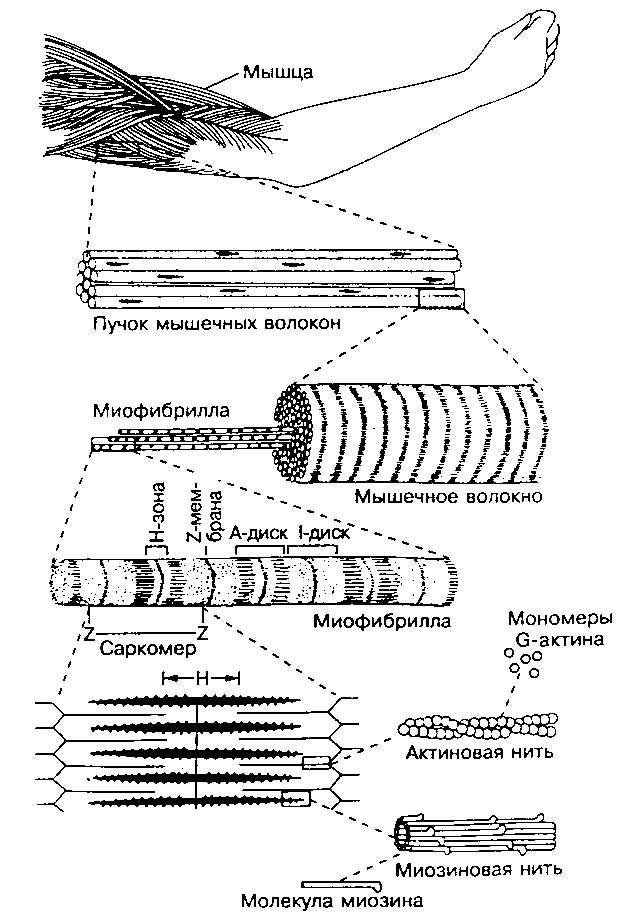 Мышца
Пучок мышечных волокон
Миофибрилла
Мышечное волокно
H-зона
Z-мем-
брана
А-диск
I-диск
Z
Z
Саркомер
Миофибрилла
Мономеры
G-актина
H
Актиновая нить
Миозиновая нить
Молекула миозина